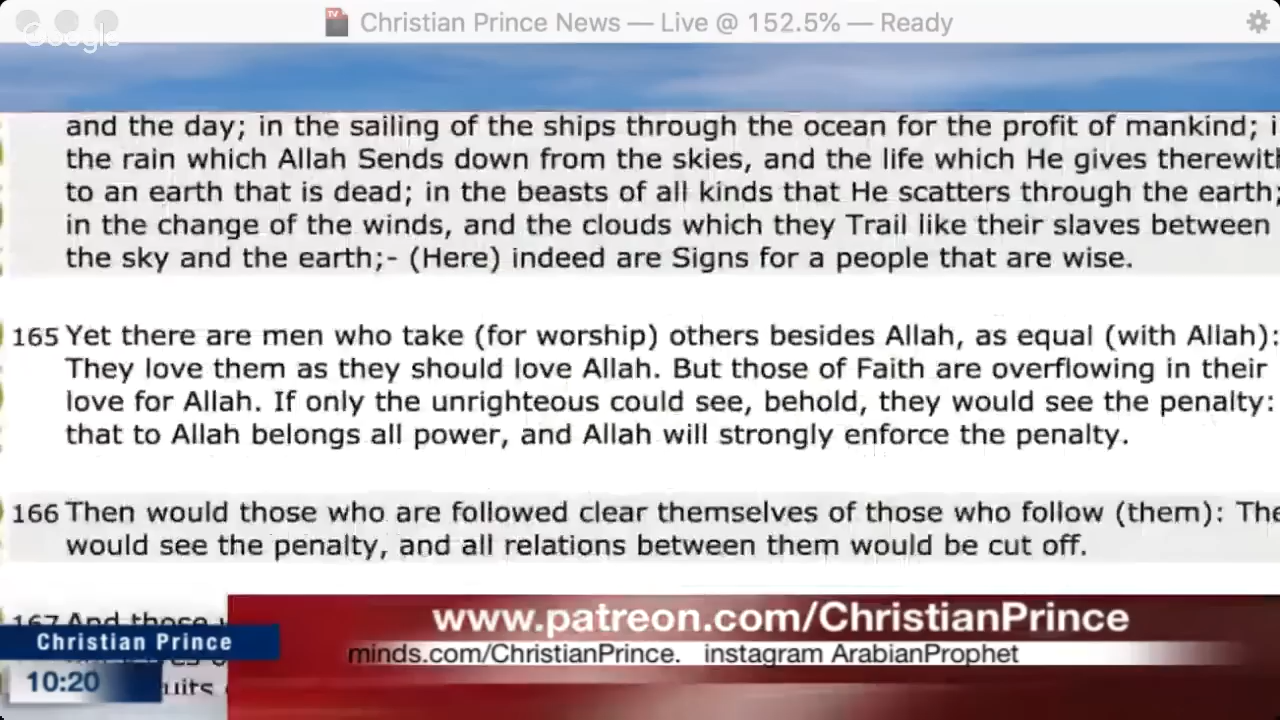 Christian Prince News — Live @ 152.5% — Ready
Google
and the day; in the sailing of the ships through the ocean for the profit of mankind;
the rain which Allah Sends down from the skies, and the life which He gives
to an earth that is dead; in the beasts of all kinds that He scatters through the earth;
in the change of the winds, and the clouds which they Trail like their slaves between
the sky and the earth;- (Here) indeed are Signs for a people that are wise.
165 Yet there are men who take (for worship) others besides Allah, as equal (with Allah):
They love them as they should love Allah. But those of Faith are overflowing in their
love for Allah. If only the unrighteous could see, behold, they would see the penalty:
that to Allah belongs all power, and Allah will strongly enforce the penalty.
166 Then would those who are followed clear themselves of those who follow (them):
would see the penalty, and all relations between them would be cut off.
167 And those
www.patreon.com/ChristianPrince
Christian Prince
minds.com/ChristianPrince. instagram ArabianProphet
10:20